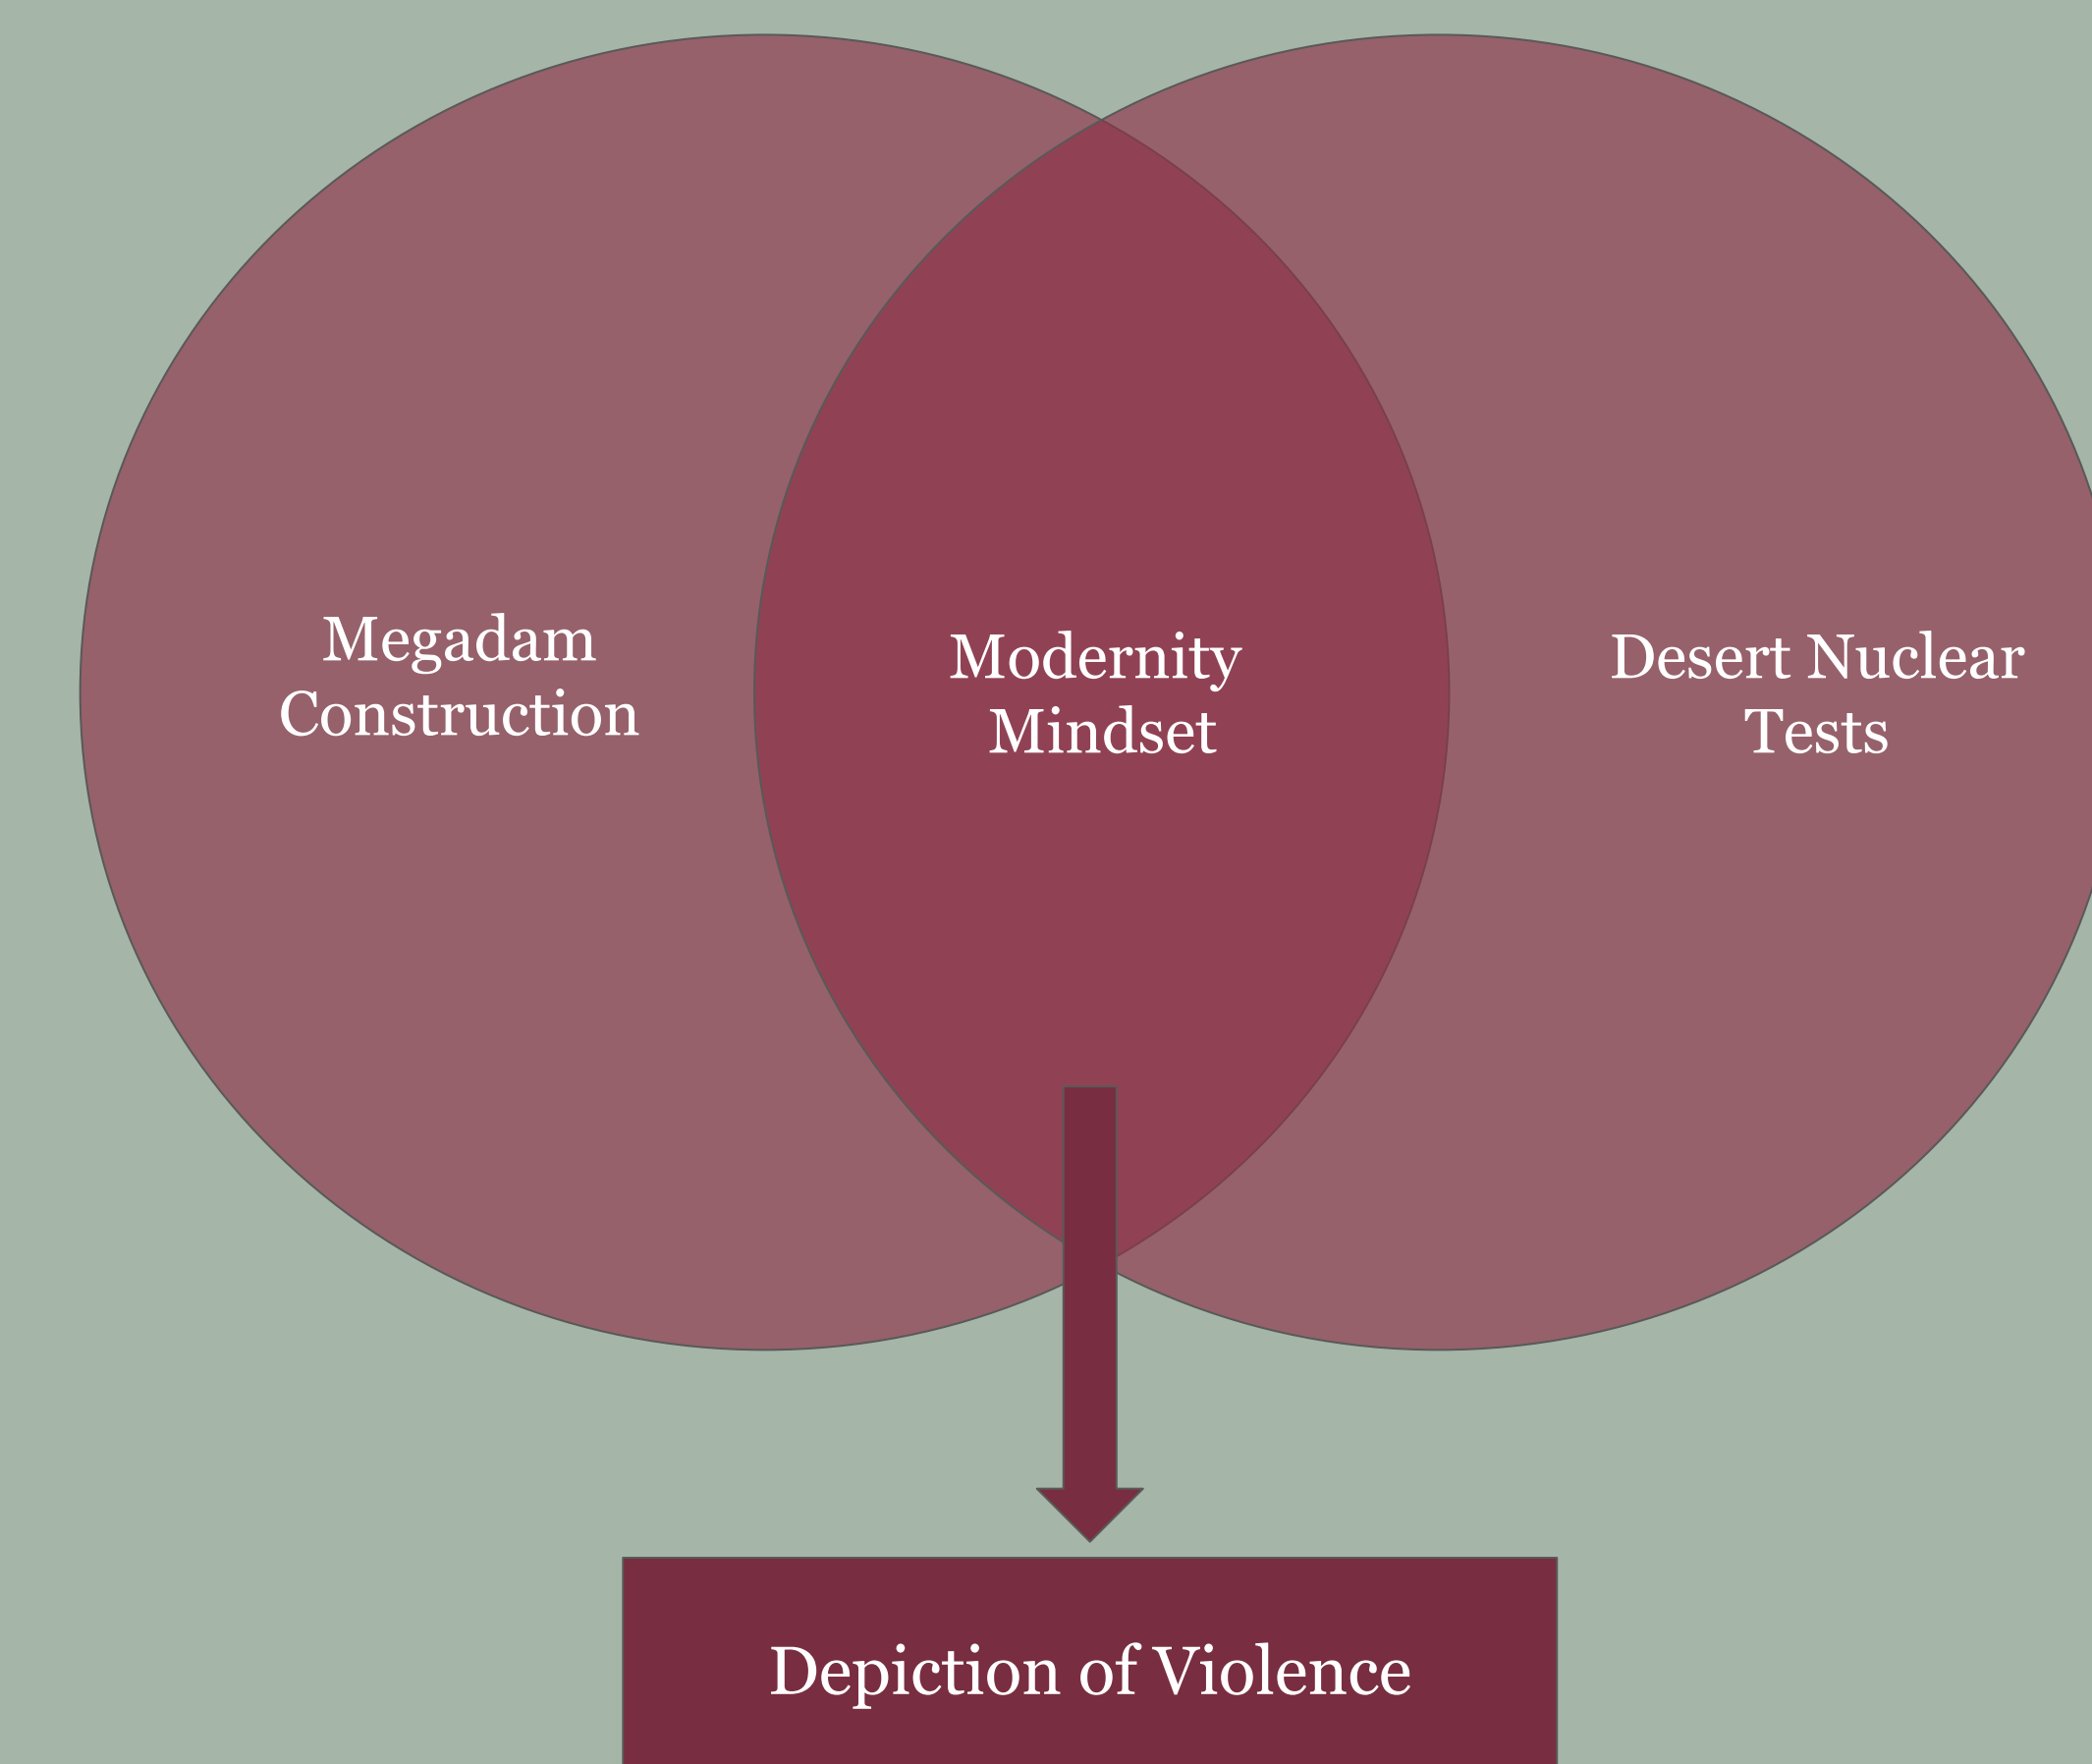 Megadam
Construction
Modernity
Mindset
Desert Nuclear
Tests
Depiction of Violence